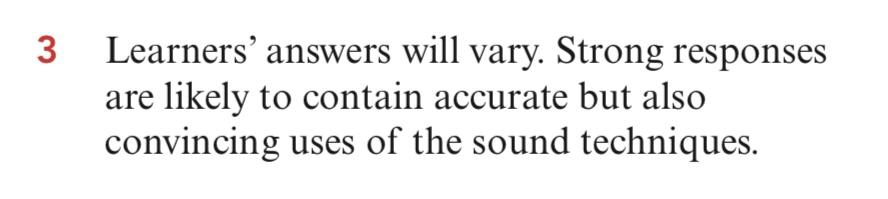 3 Learners’ answers will vary. Strong responses
are likely to contain accurate but also
convincing uses of the sound techniques.